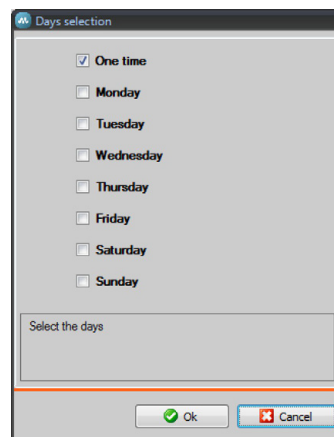 Days selection
One time
Monday
Tuesday
Wednesday
Thursday
Friday
Saturday
Sunday
Select the days
Ok
Cancel